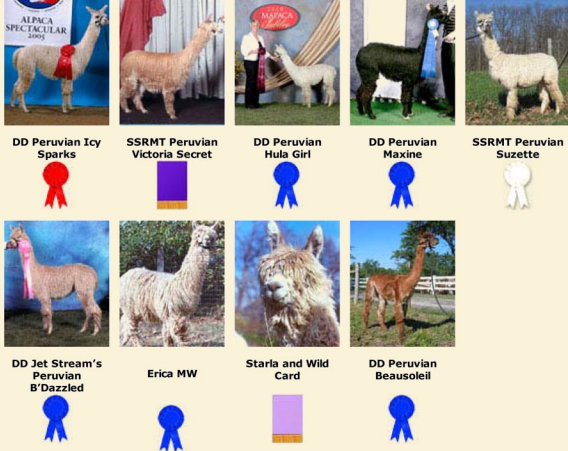 ALPACA
SPECTACULAR
2005
MAPACA
DD Peruvian Icy
Sparks
SSRMT Peruvian
Victoria Secret
DD Peruvian
Hula Girl
DD Peruvian
Maxine
SSRMT Peruvian
Suzette
DD Jet Stream's
Peruvian
B'Dazzled
Erica MW
Starla and Wild
Card
DD Peruvian
Beausoleil